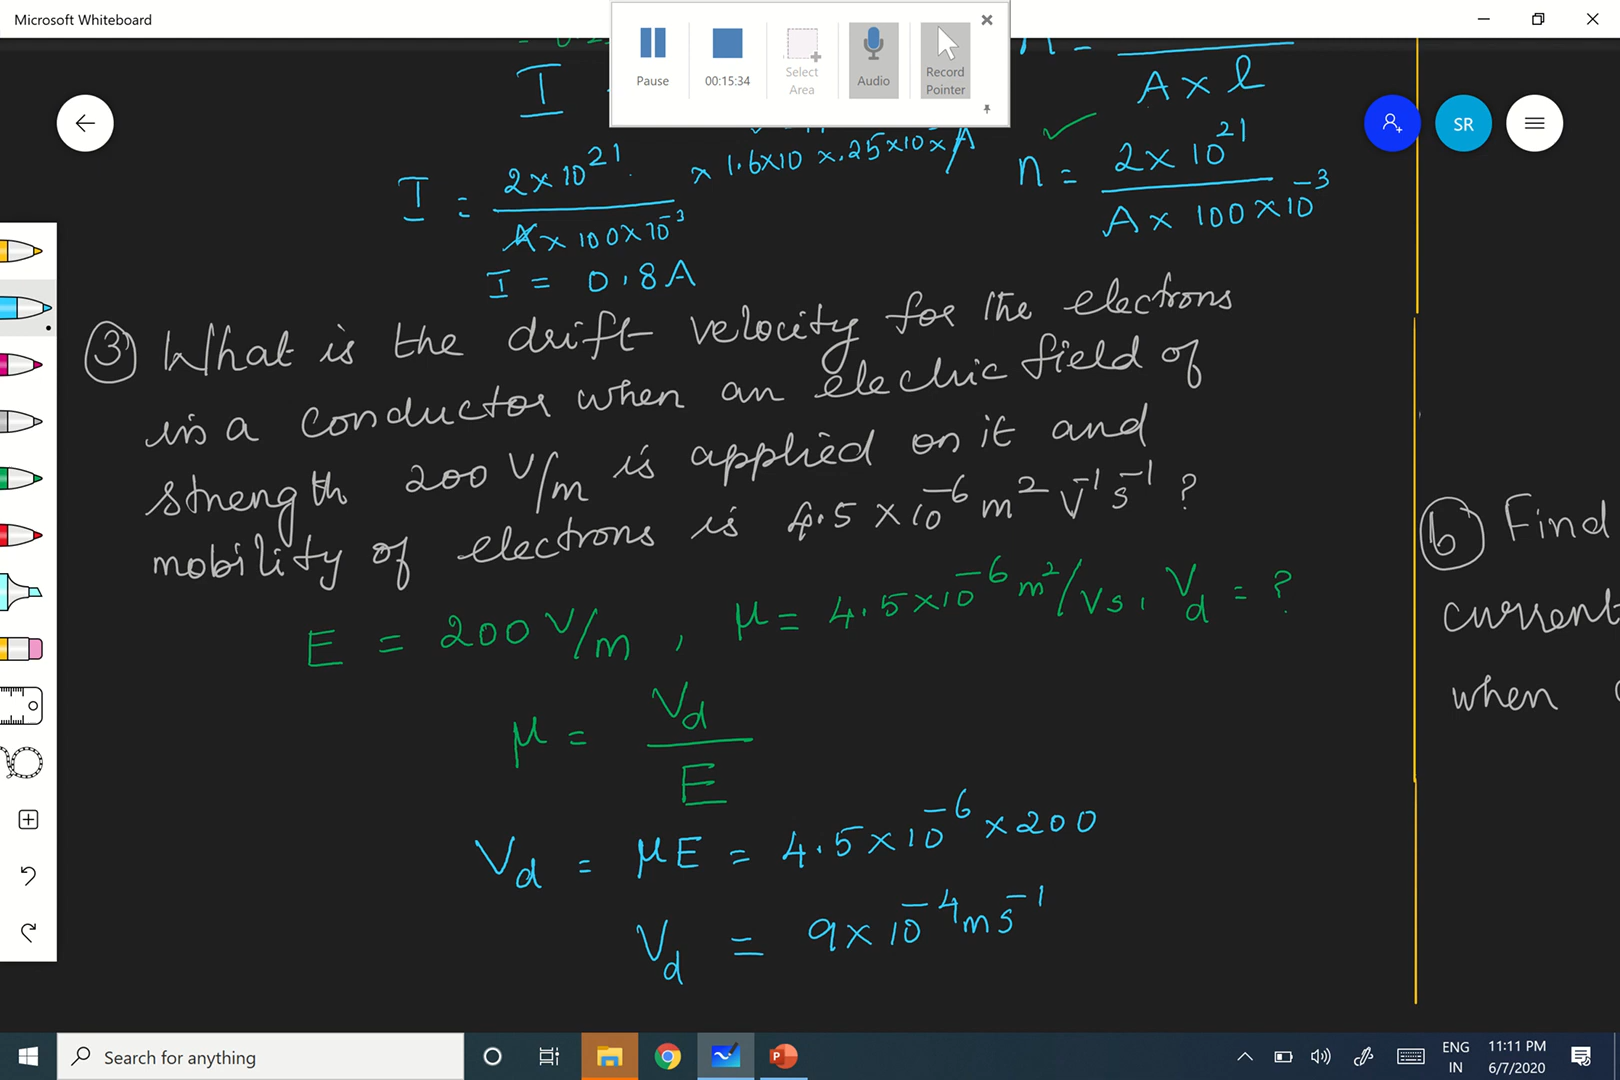 Microsoft Whiteboard
Pause
00:15:34
Select Area
Audio
Record Pointer
I
A × l
SR
× 1.6×10 × .25×10 × A
n = 2 × 10^21 / A × 100 × 10^-3
I = 2 × 10^21 / A × 100 × 10^-3
I = 0.8 A
③ What is the drift velocity for the electrons
in a conductor when an electric field of
strength 200 V/m is applied on it and
mobility of electrons is 4.5 × 10^-6 m^2 V^-1 s^-1 ?
E = 200 V/m , μ = 4.5×10^-6 m^2/Vs, Vd = ?
μ = Vd / E
Vd = μE = 4.5×10^-6 × 200
Vd = 9×10^-4 m s^-1
⑥ Find
current
when
Search for anything
ENG
IN
11:11 PM
6/7/2020